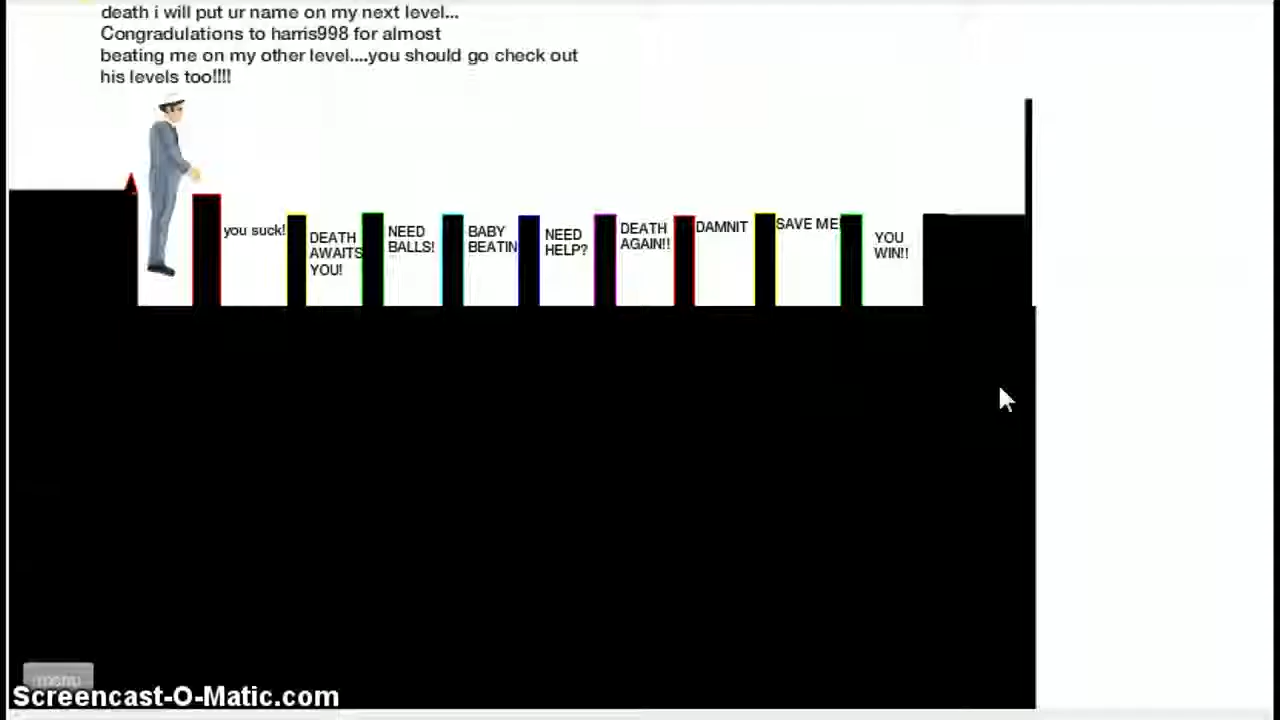 death i will put ur name on my next level...
Congradulations to harris998 for almost
beating me on my other level....you should go check out
his levels too!!!!
you suck!
DEATH
AWAITS
YOU!
NEED
BALLS!
BABY
BEATIN
NEED
HELP?
DEATH
AGAIN!!
DAMNIT
SAVE ME
YOU
WIN!!
menu
Screencast-O-Matic.com